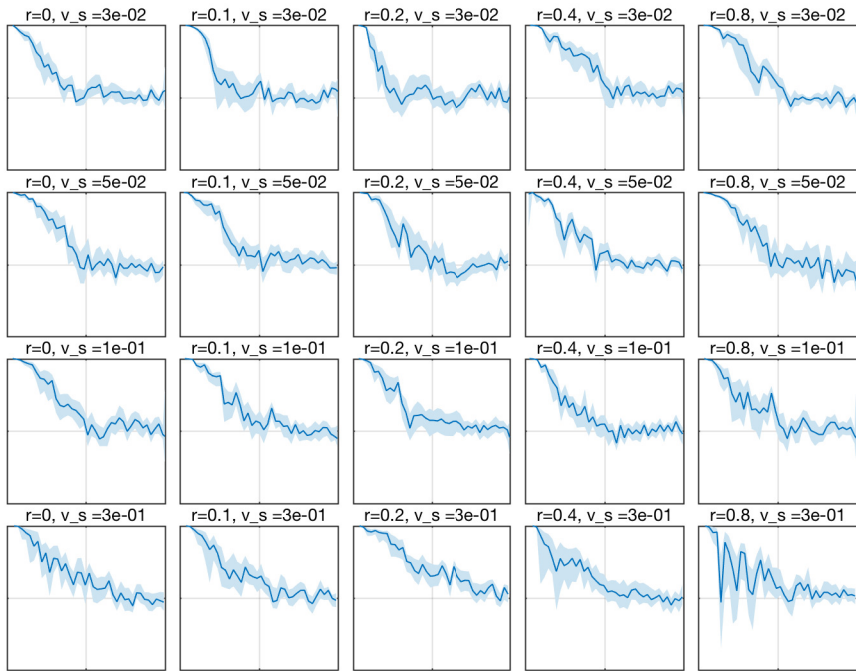 r=0, v_s =3e-02
r=0.1, v_s =3e-02
r=0.2, v_s =3e-02
r=0.4, v_s =3e-02
r=0.8, v_s =3e-02
r=0, v_s =5e-02
r=0.1, v_s =5e-02
r=0.2, v_s =5e-02
r=0.4, v_s =5e-02
r=0.8, v_s =5e-02
r=0, v_s =1e-01
r=0.1, v_s =1e-01
r=0.2, v_s =1e-01
r=0.4, v_s =1e-01
r=0.8, v_s =1e-01
r=0, v_s =3e-01
r=0.1, v_s =3e-01
r=0.2, v_s =3e-01
r=0.4, v_s =3e-01
r=0.8, v_s =3e-01